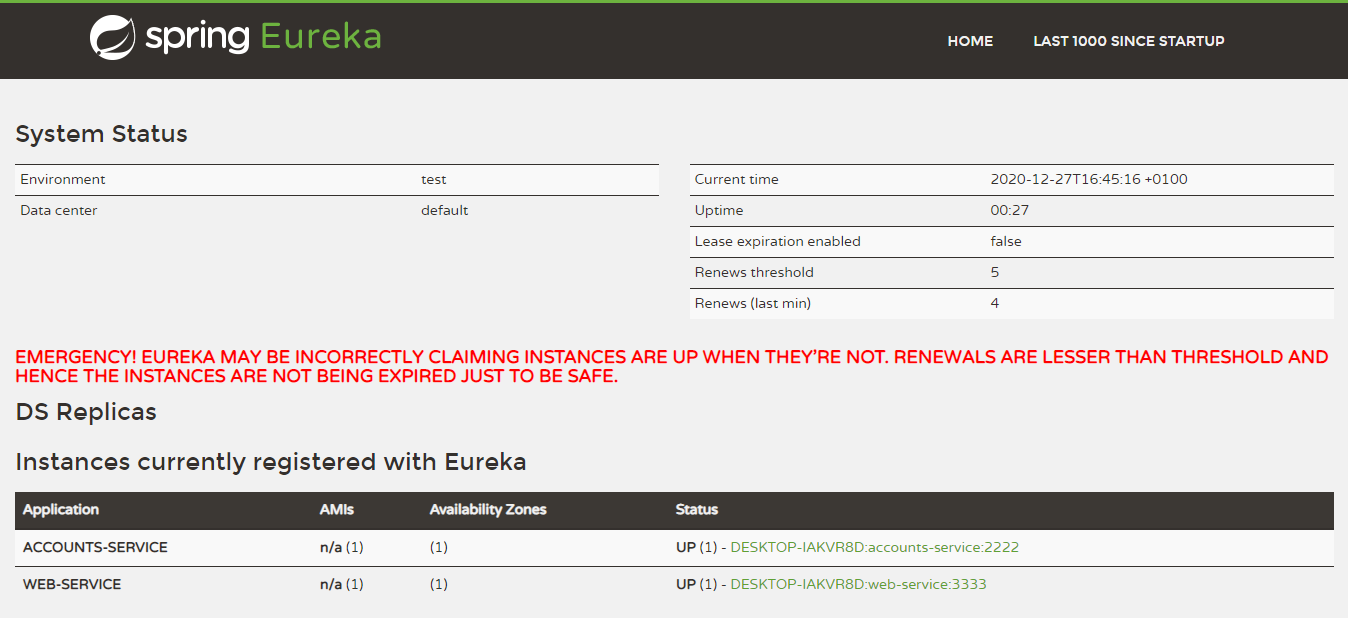 spring Eureka
HOME LAST 1000 SINCE STARTUP
System Status
Environment test
Data center default
Current time 2020-12-27T16:45:16 +0100
Uptime 00:27
Lease expiration enabled false
Renews threshold 5
Renews (last min) 4
EMERGENCY! EUREKA MAY BE INCORRECTLY CLAIMING INSTANCES ARE UP WHEN THEY'RE NOT. RENEWALS ARE LESSER THAN THRESHOLD AND
HENCE THE INSTANCES ARE NOT BEING EXPIRED JUST TO BE SAFE.
DS Replicas
Instances currently registered with Eureka
Application AMIs Availability Zones Status
ACCOUNTS-SERVICE n/a (1) (1) UP (1) - DESKTOP-IAKVR8D:accounts-service:2222
WEB-SERVICE n/a (1) (1) UP (1) - DESKTOP-IAKVR8D:web-service:3333